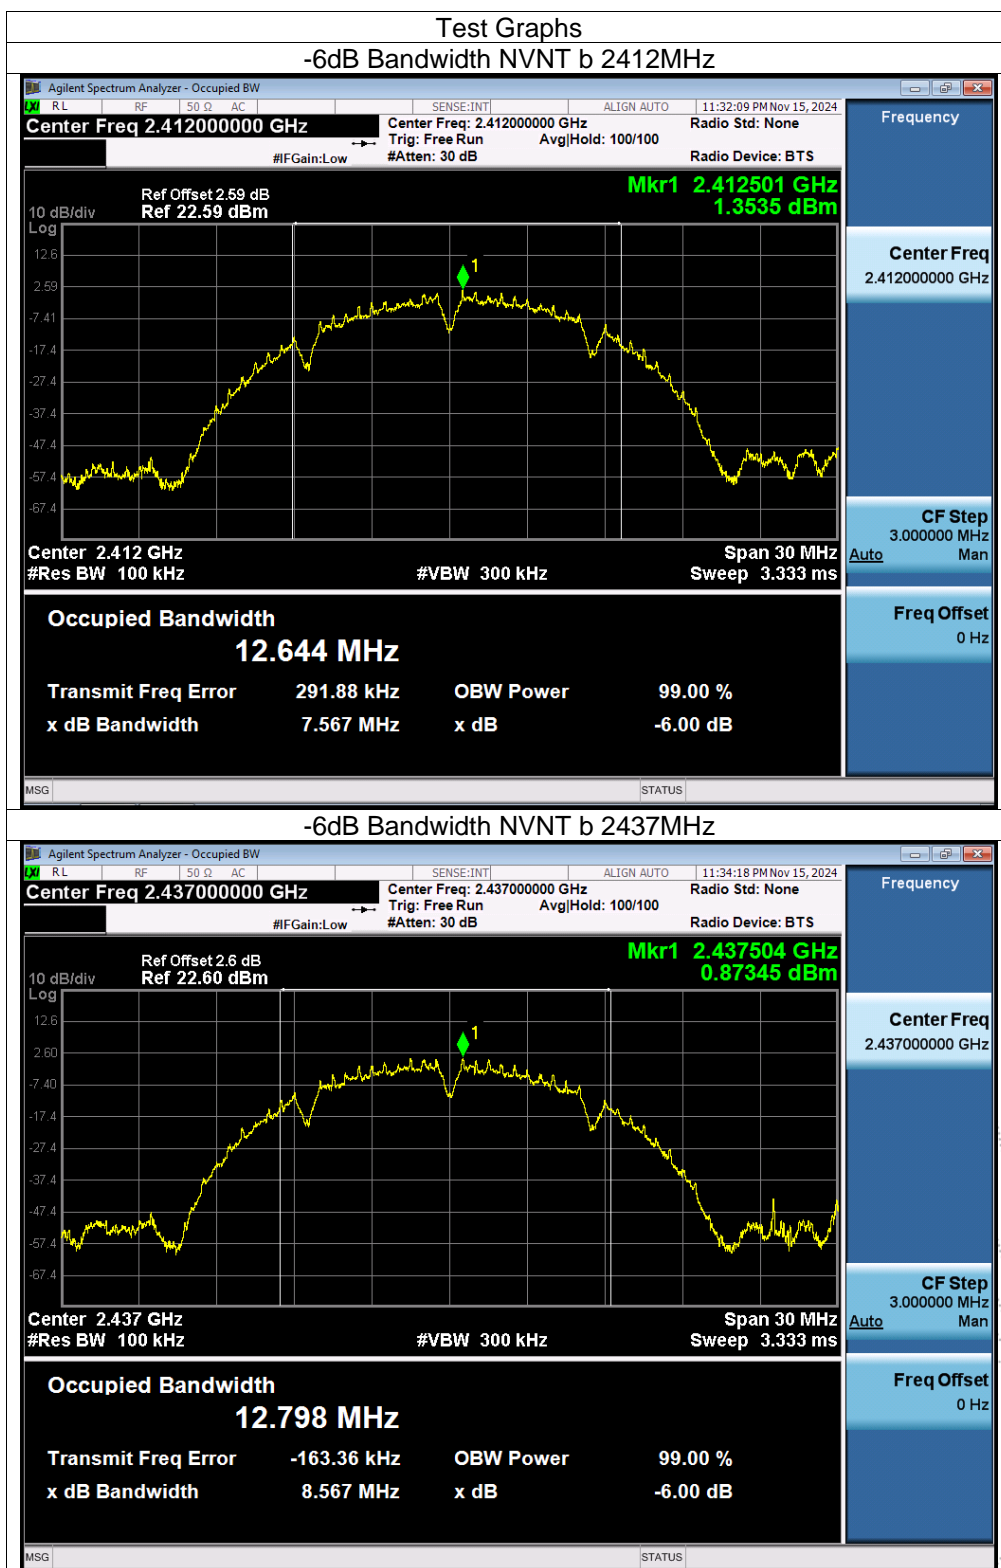 Test Graphs
-6dB Bandwidth NVNT b 2412MHz
Agilent Spectrum Analyzer - Occupied BW
LXI RL RF 50 Ω AC SENSE:INT ALIGN AUTO 11:32:09 PM Nov 15, 2024
Center Freq 2.412000000 GHz
Center Freq: 2.412000000 GHz Radio Std: None
Trig: Free Run Avg|Hold: 100/100
#IFGain:Low #Atten: 30 dB Radio Device: BTS
Frequency
Mkr1 2.412501 GHz
1.3535 dBm
Ref Offset 2.59 dB
10 dB/div Ref 22.59 dBm
Log
12.6
2.59
-7.41
-17.4
-27.4
-37.4
-47.4
-57.4
-67.4
1
Center Freq
2.412000000 GHz
CF Step
3.000000 MHz
Auto Man
Freq Offset
0 Hz
Center 2.412 GHz Span 30 MHz
#Res BW 100 kHz #VBW 300 kHz Sweep 3.333 ms
Occupied Bandwidth
12.644 MHz
Transmit Freq Error 291.88 kHz OBW Power 99.00 %
x dB Bandwidth 7.567 MHz x dB -6.00 dB
MSG STATUS
-6dB Bandwidth NVNT b 2437MHz
Agilent Spectrum Analyzer - Occupied BW
LXI RL RF 50 Ω AC SENSE:INT ALIGN AUTO 11:34:18 PM Nov 15, 2024
Center Freq 2.437000000 GHz
Center Freq: 2.437000000 GHz Radio Std: None
Trig: Free Run Avg|Hold: 100/100
#IFGain:Low #Atten: 30 dB Radio Device: BTS
Frequency
Mkr1 2.437504 GHz
0.87345 dBm
Ref Offset 2.6 dB
10 dB/div Ref 22.60 dBm
Log
12.6
2.60
-7.40
-17.4
-27.4
-37.4
-47.4
-57.4
-67.4
1
Center Freq
2.437000000 GHz
CF Step
3.000000 MHz
Auto Man
Freq Offset
0 Hz
Center 2.437 GHz Span 30 MHz
#Res BW 100 kHz #VBW 300 kHz Sweep 3.333 ms
Occupied Bandwidth
12.798 MHz
Transmit Freq Error -163.36 kHz OBW Power 99.00 %
x dB Bandwidth 8.567 MHz x dB -6.00 dB
MSG STATUS